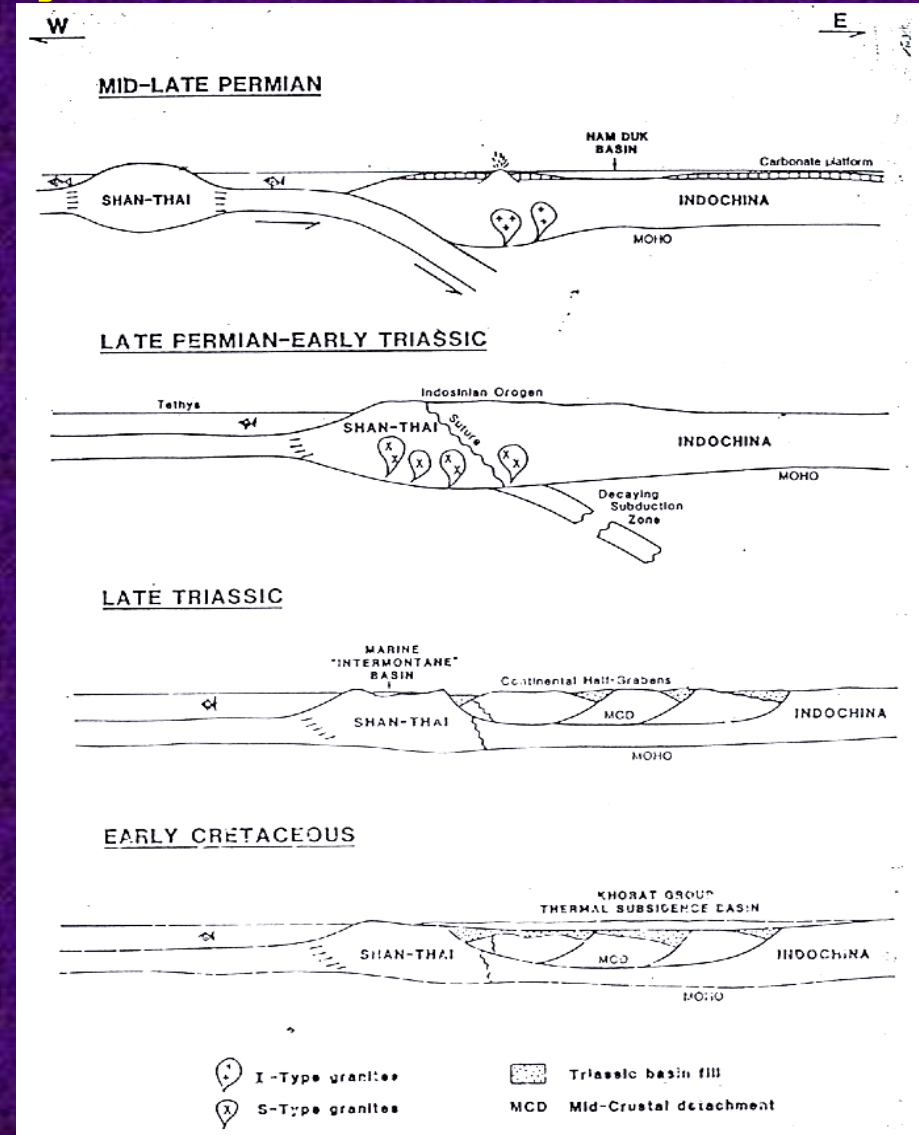 W
E
MID-LATE PERMIAN
NAM DUK
BASIN
Carbonate platform
SHAN-THAI
INDOCHINA
MOHO
LATE PERMIAN-EARLY TRIASSIC
Indosinian Orogen
Tethys
SHAN-THAI
Suture
INDOCHINA
MOHO
Decaying
Subduction
Zone
LATE TRIASSIC
MARINE
"INTERMONTANE"
BASIN
Continental Half-Grabens
SHAN-THAI
MCD
INDOCHINA
MOHO
EARLY CRETACEOUS
KHORAT GROUP
THERMAL SUBSIDENCE BASIN
SHAN-THAI
MCD
INDOCHINA
MOHO
I-Type granites
Triassic basin fill
S-Type granites
MCD Mid-Crustal detachment